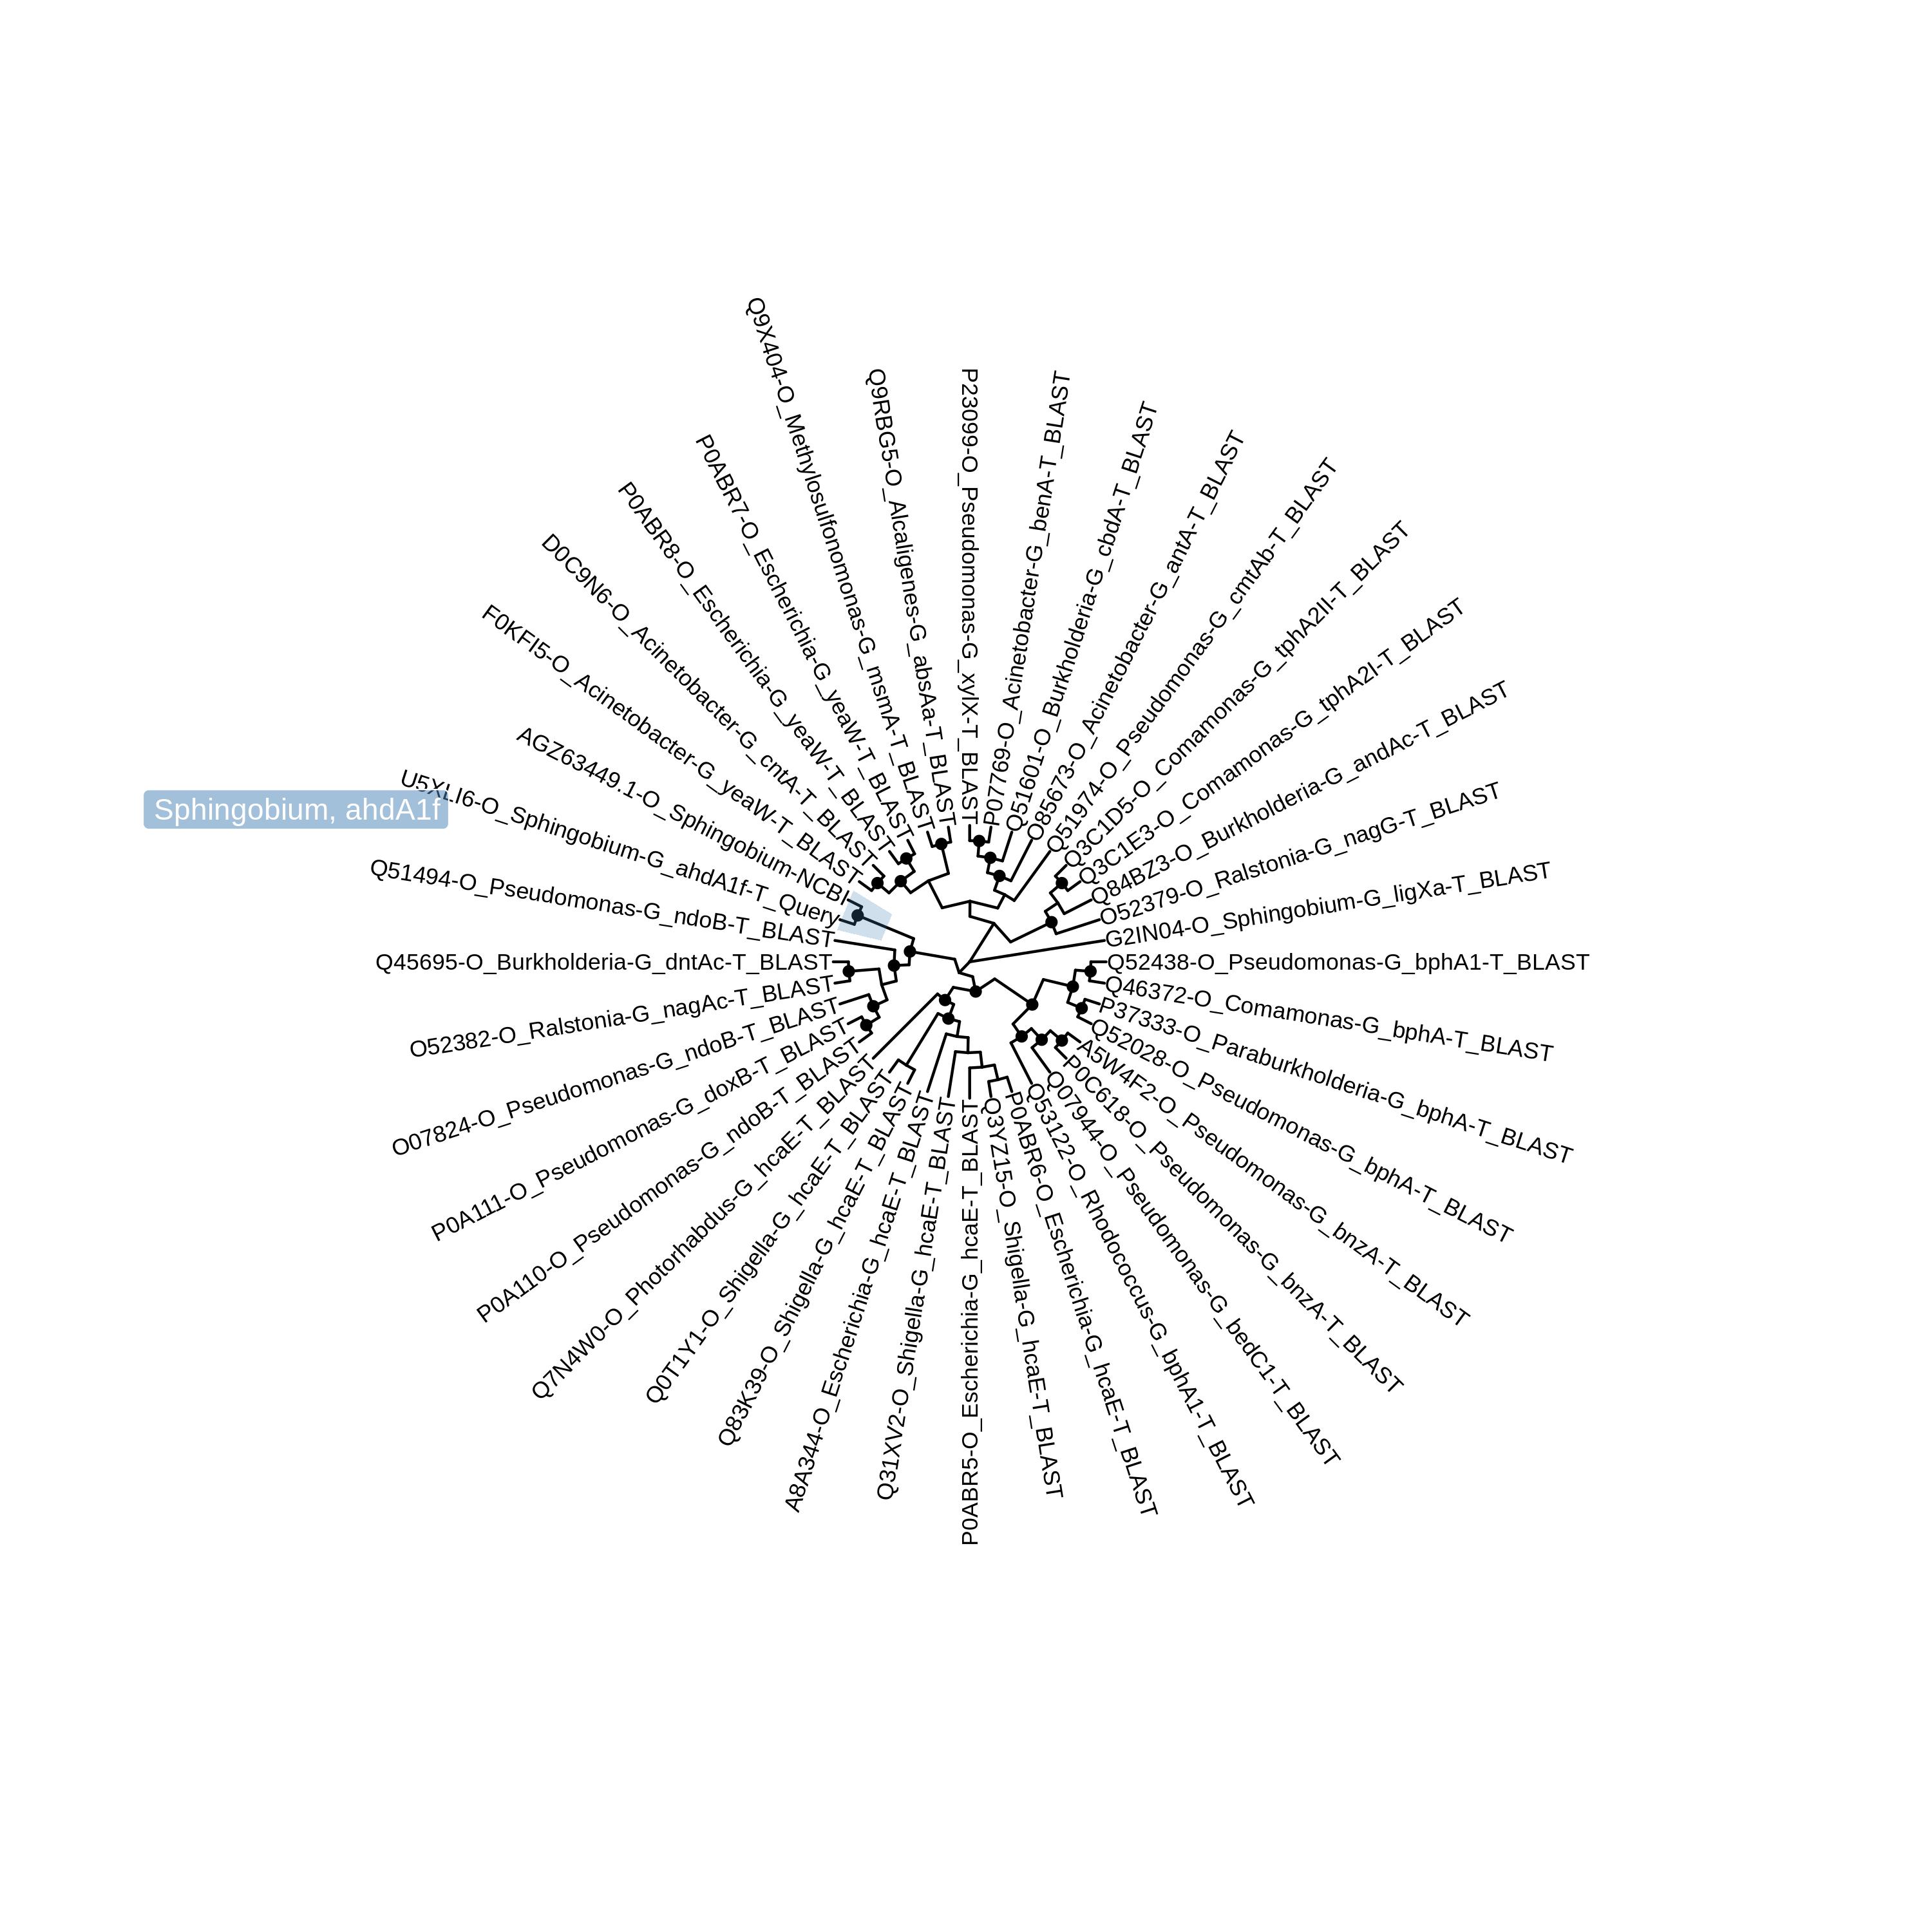 Q9X404-O_Methylosulfonomonas-G_msmA-T_BLAST
Q9RBG5-O_Alcaligenes-G_absAa-T_BLAST
P23099-O_Pseudomonas-G_xylX-T_BLAST
P07769-O_Acinetobacter-G_benA-T_BLAST
Q51601-O_Burkholderia-G_cbdA-T_BLAST
O85673-O_Acinetobacter-G_antA-T_BLAST
Q51974-O_Pseudomonas-G_cmtAb-T_BLAST
Q3C1D5-O_Comamonas-G_tphA2II-T_BLAST
Q3C1E3-O_Comamonas-G_tphA2I-T_BLAST
Q84BZ3-O_Burkholderia-G_andAc-T_BLAST
O52379-O_Ralstonia-G_nagG-T_BLAST
G2IN04-O_Sphingobium-G_ligXa-T_BLAST
Q52438-O_Pseudomonas-G_bphA1-T_BLAST
Q46372-O_Comamonas-G_bphA-T_BLAST
P37333-O_Paraburkholderia-G_bphA-T_BLAST
Q52028-O_Pseudomonas-G_bphA-T_BLAST
A5W4F2-O_Pseudomonas-G_bnzA-T_BLAST
P0C618-O_Pseudomonas-G_bnzA-T_BLAST
Q07944-O_Pseudomonas-G_bedC1-T_BLAST
Q53122-O_Rhodococcus-G_bphA1-T_BLAST
P0ABR6-O_Escherichia-G_hcaE-T_BLAST
Q3YZ15-O_Shigella-G_hcaE-T_BLAST
P0ABR5-O_Escherichia-G_hcaE-T_BLAST
Q31XV2-O_Shigella-G_hcaE-T_BLAST
A8A344-O_Escherichia-G_hcaE-T_BLAST
Q83K39-O_Shigella-G_hcaE-T_BLAST
Q0T1Y1-O_Shigella-G_hcaE-T_BLAST
Q7N4W0-O_Photorhabdus-G_hcaE-T_BLAST
P0A110-O_Pseudomonas-G_ndoB-T_BLAST
P0A111-O_Pseudomonas-G_doxB-T_BLAST
O07824-O_Pseudomonas-G_ndoB-T_BLAST
O52382-O_Ralstonia-G_nagAc-T_BLAST
Q45695-O_Burkholderia-G_dntAc-T_BLAST
Q51494-O_Pseudomonas-G_ndoB-T_BLAST
U5XLI6-O_Sphingobium-G_ahdA1f-T_Query
Sphingobium, ahdA1f
AGZ63449.1-O_Sphingobium-NCBI
F0KFI5-O_Acinetobacter-G_yeaW-T_BLAST
D0C9N6-O_Acinetobacter-G_cntA-T_BLAST
P0ABR8-O_Escherichia-G_yeaW-T_BLAST
P0ABR7-O_Escherichia-G_yeaW-T_BLAST